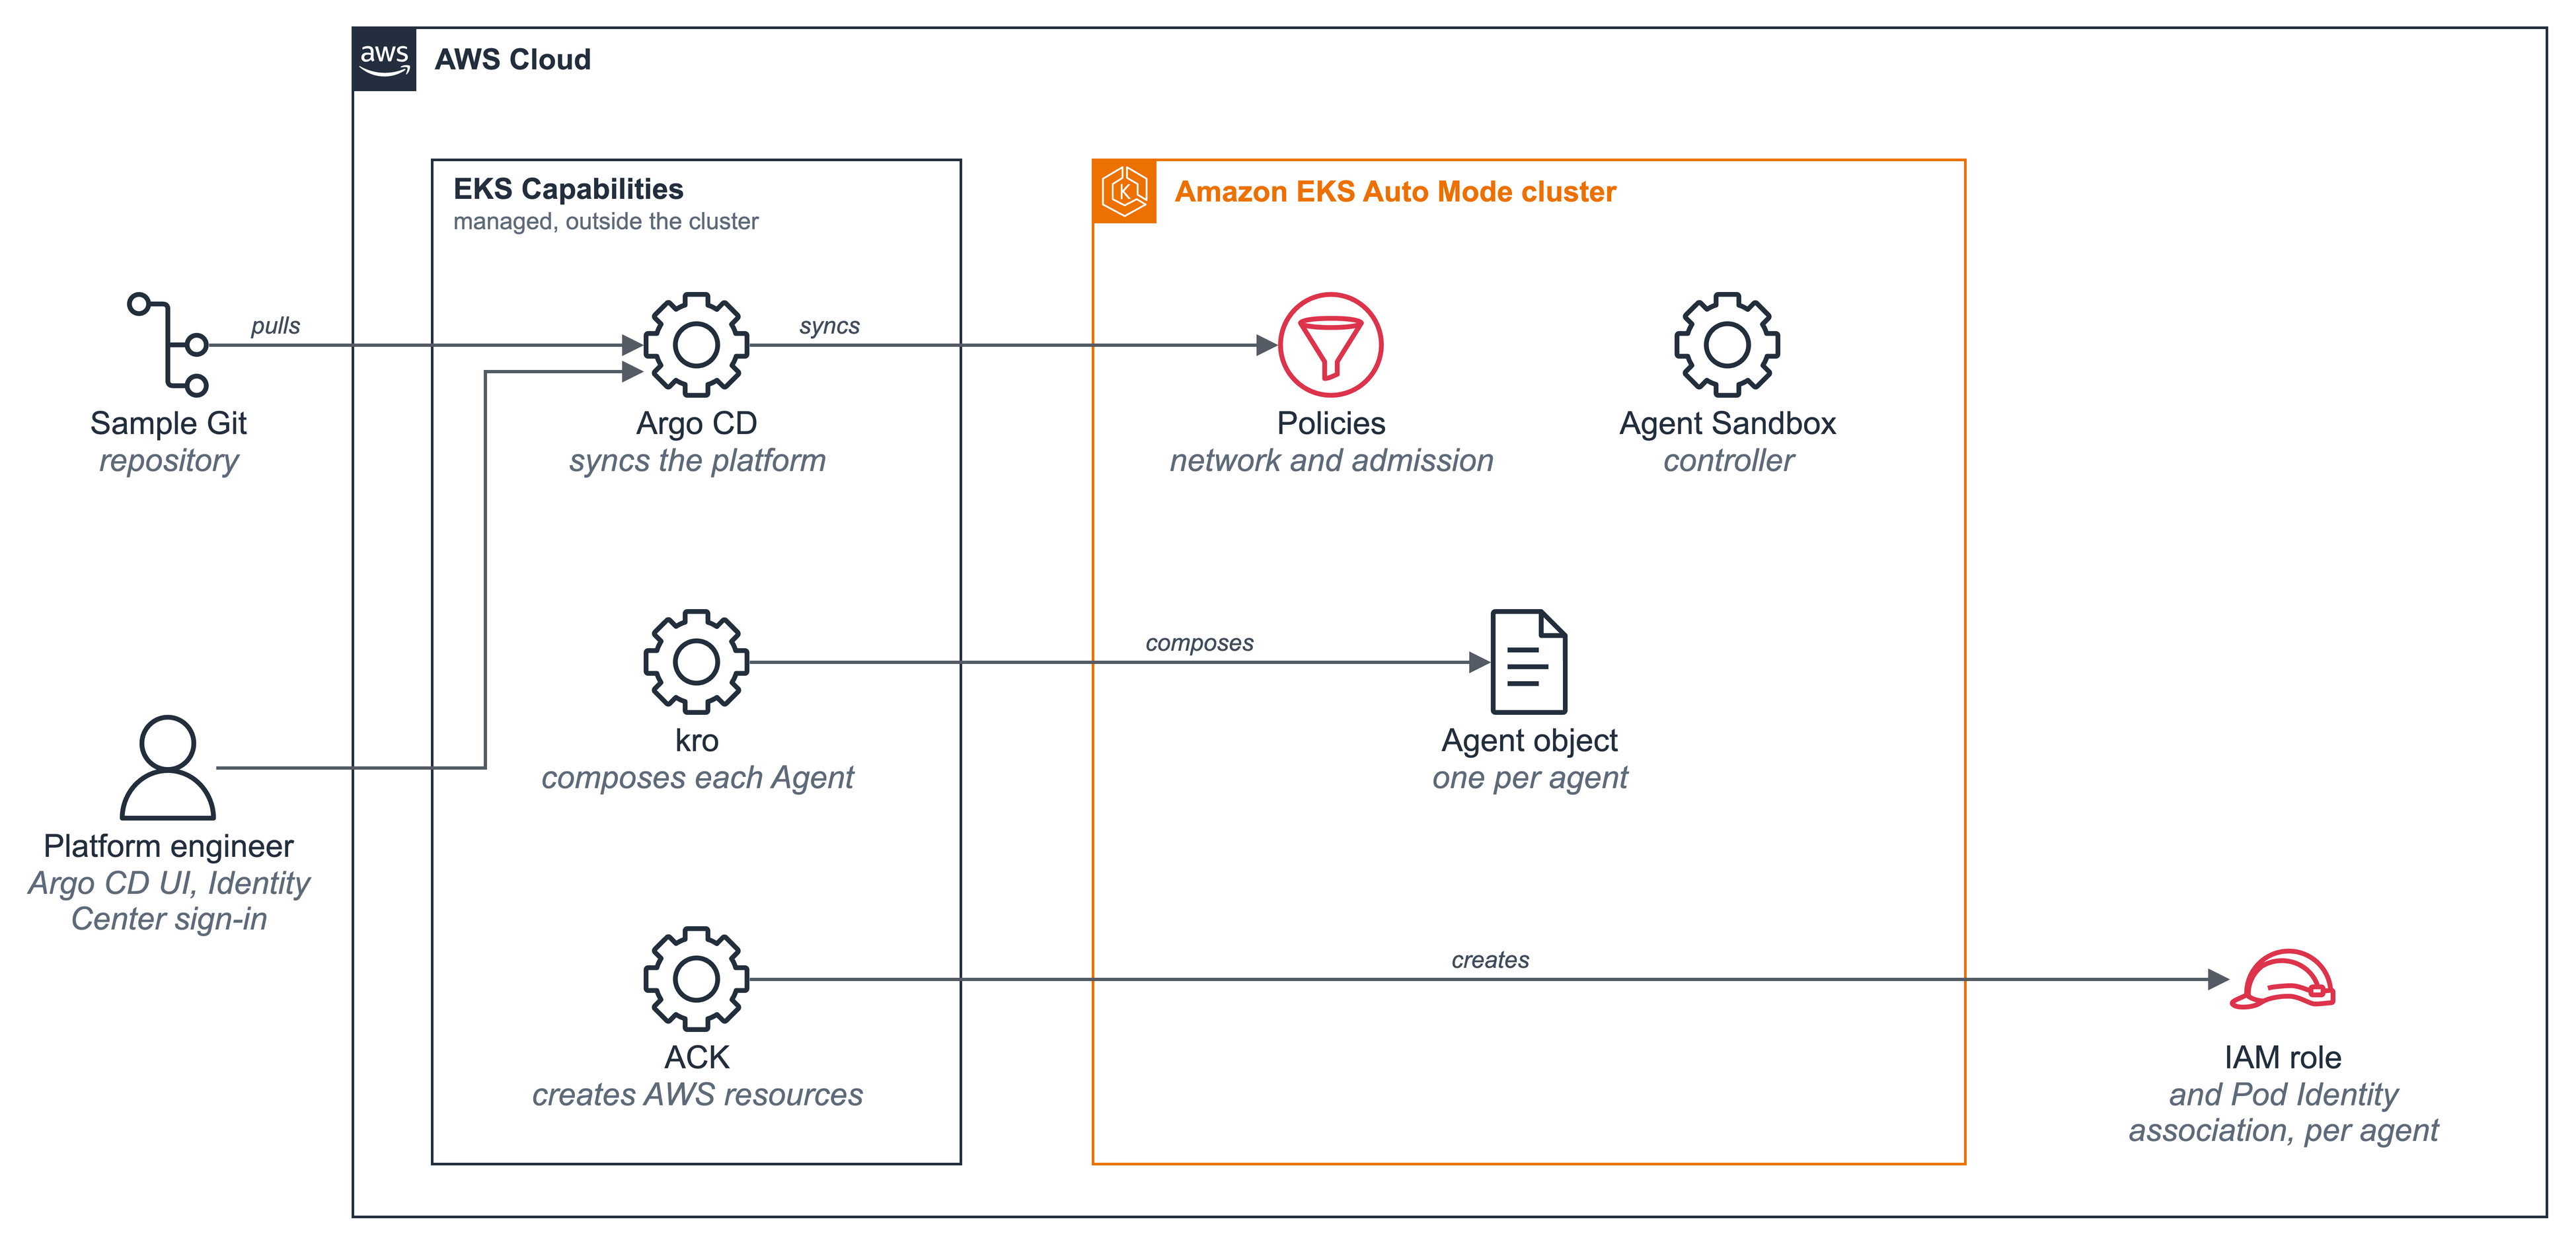 aws
AWS Cloud
EKS Capabilities
managed, outside the cluster
Amazon EKS Auto Mode cluster
K
pulls
syncs
Sample Git
repository
Argo CD
syncs the platform
Policies
network and admission
Agent Sandbox
controller
composes
kro
composes each Agent
Agent object
one per agent
Platform engineer
Argo CD UI, Identity
Center sign-in
creates
ACK
creates AWS resources
IAM role
and Pod Identity
association, per agent